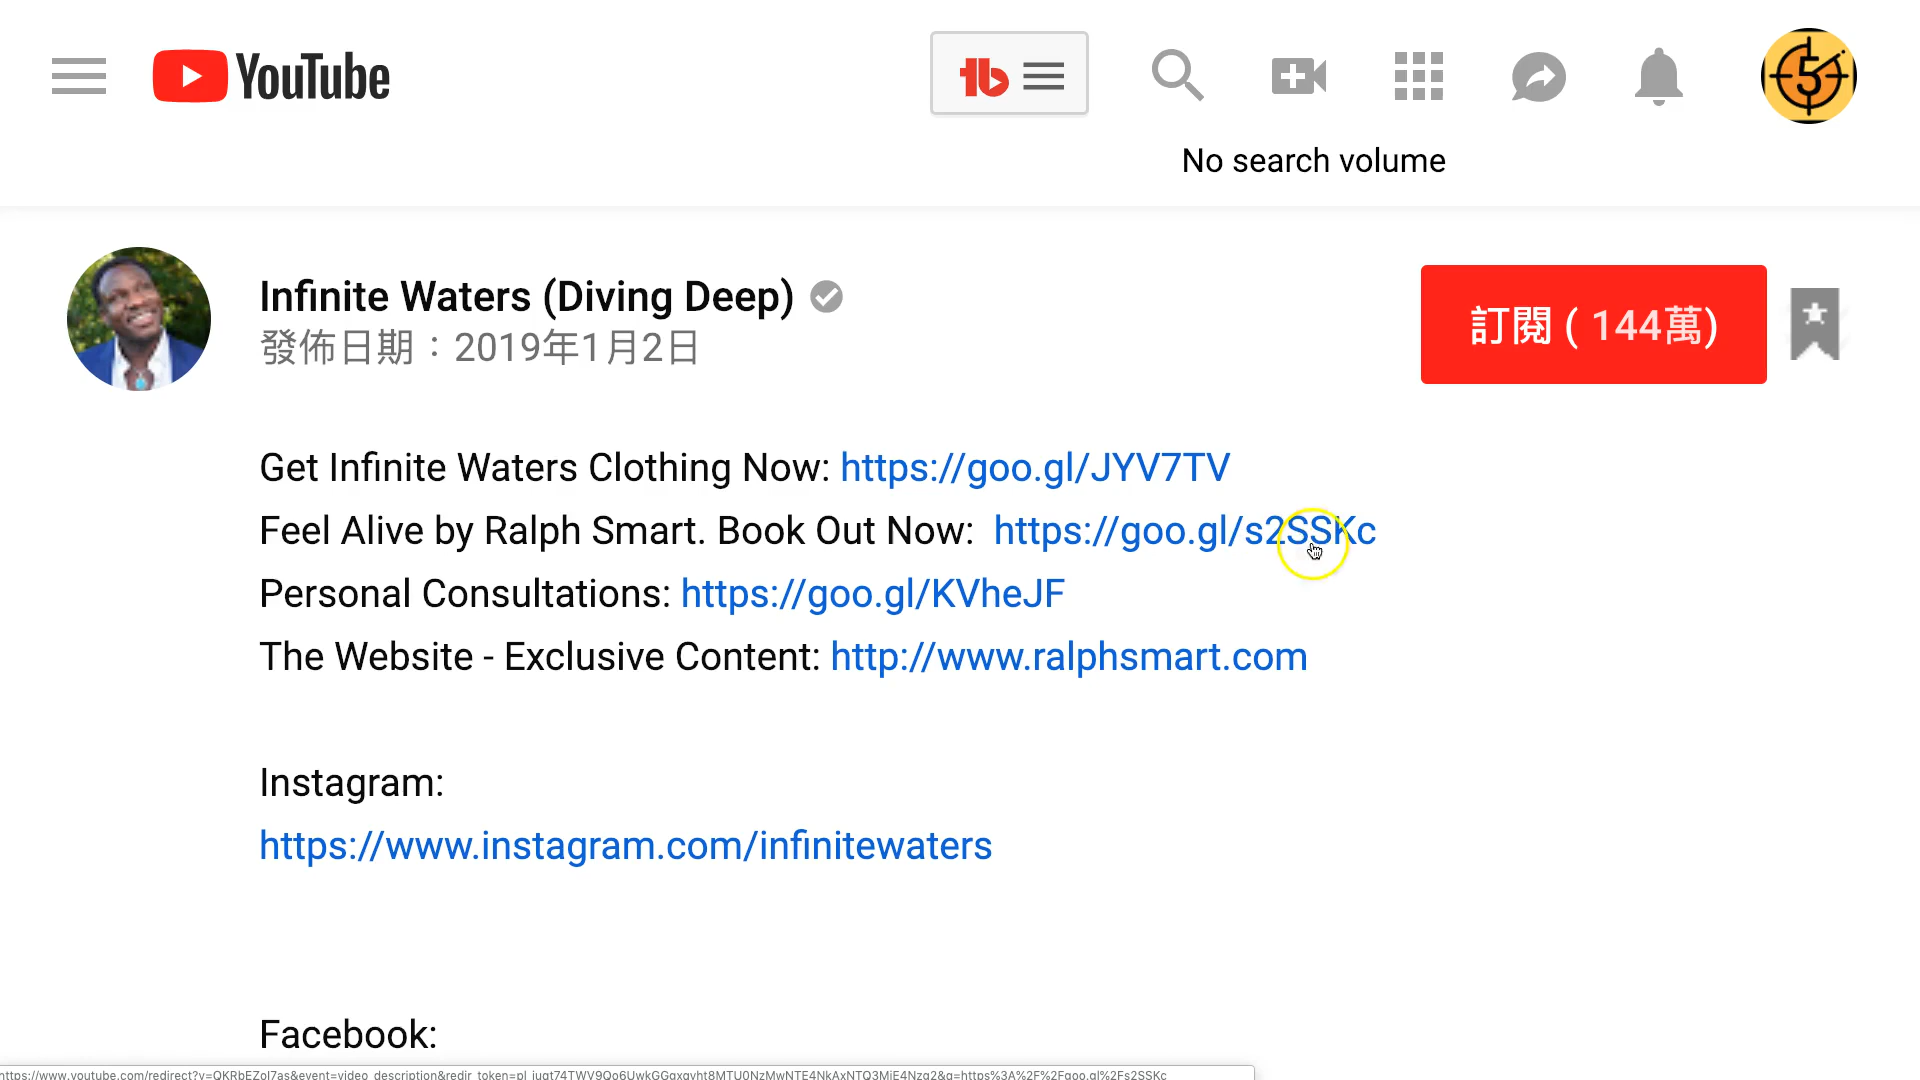 YouTube
No search volume
Infinite Waters (Diving Deep)
發佈日期：2019年1月2日
訂閱 ( 144萬)
Get Infinite Waters Clothing Now: https://goo.gl/JYV7TV
Feel Alive by Ralph Smart. Book Out Now:  https://goo.gl/s2SSKc
Personal Consultations: https://goo.gl/KVheJF
The Website - Exclusive Content: http://www.ralphsmart.com
Instagram:
https://www.instagram.com/infinitewaters
Facebook: